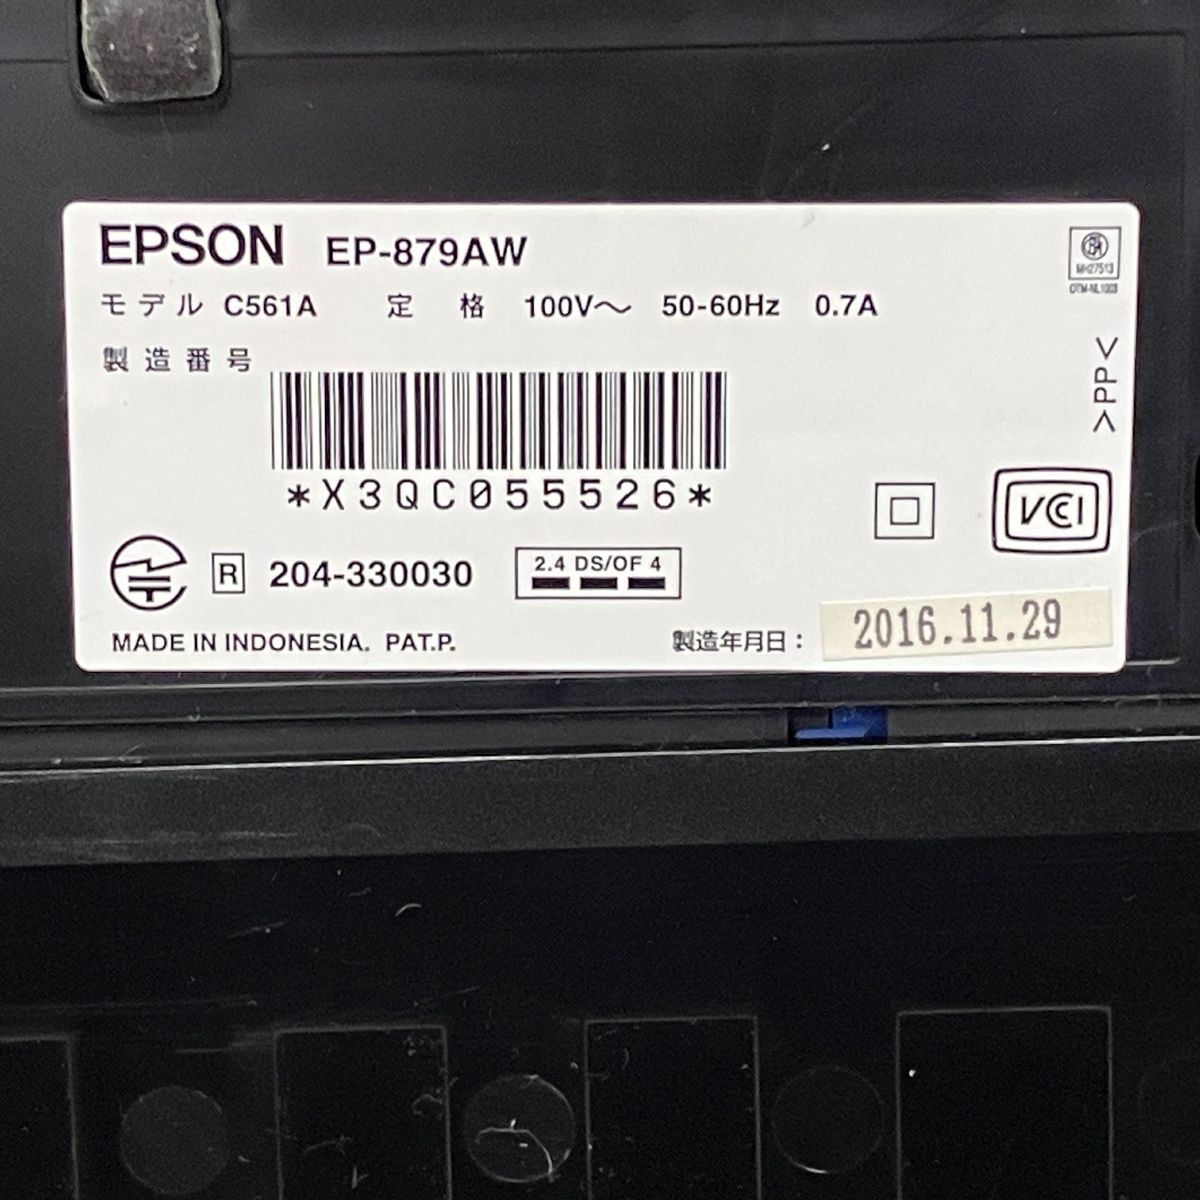 EPSON EP-879AW
モデル C561A 定格 100V～ 50-60Hz 0.7A
製造番号
*X3QC055526*
R 204-330030 2.4 DS/OF 4
MADE IN INDONESIA. PAT.P. 製造年月日： 2016.11.29
MH27513
>PP<
VCCI